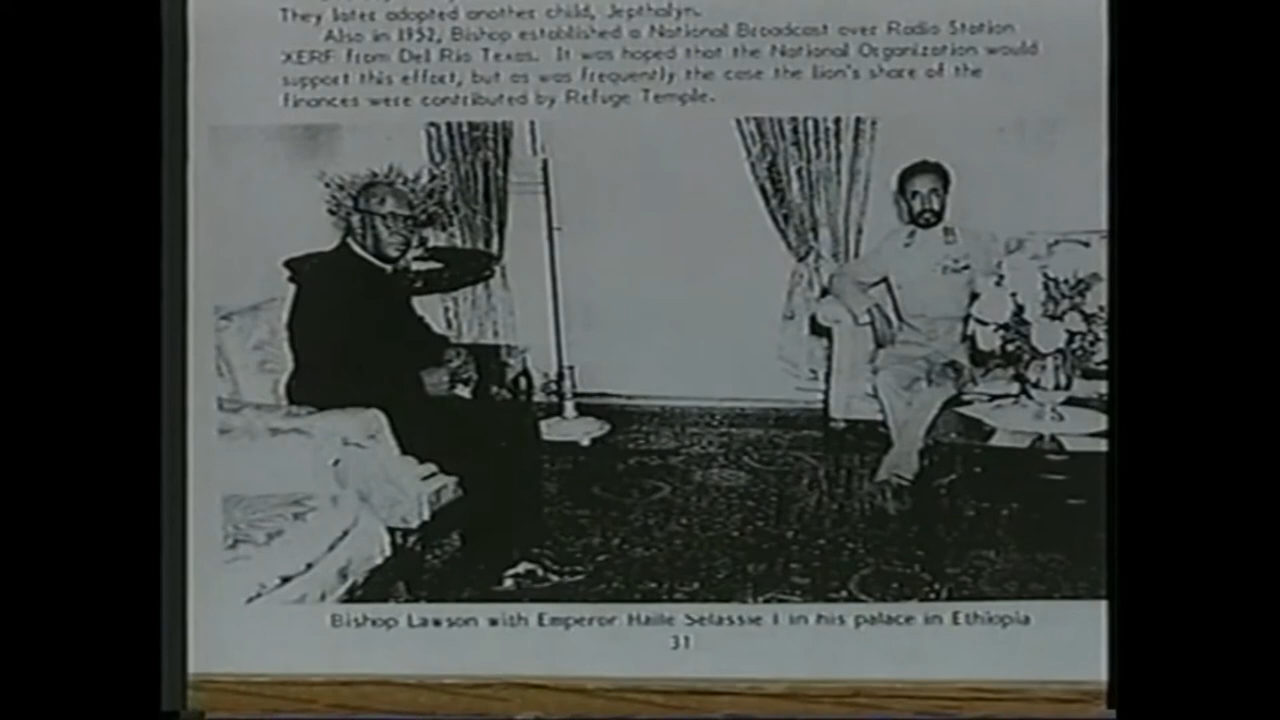 They later adopted another child, Jepthalyn.
Also in 1952, Bishop established a National Broadcast over Radio Station
XERF from Del Rio Texas. It was hoped that the National Organization would
support this effort, but as was frequently the case the lion's share of the
finances were contributed by Refuge Temple.
Bishop Lawson with Emperor Haile Selassie I in his palace in Ethiopia
31